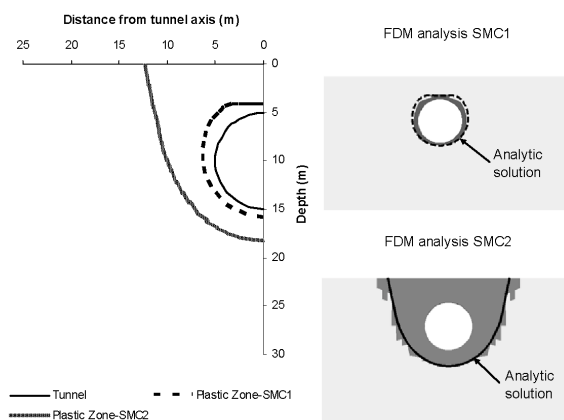 Distance from tunnel axis (m)
25 20 15 10 5 0
0
5
10
15
20
25
30
Depth (m)
Tunnel
Plastic Zone-SMC1
Plastic Zone-SMC2
FDM analysis SMC1
Analytic
solution
FDM analysis SMC2
Analytic
solution